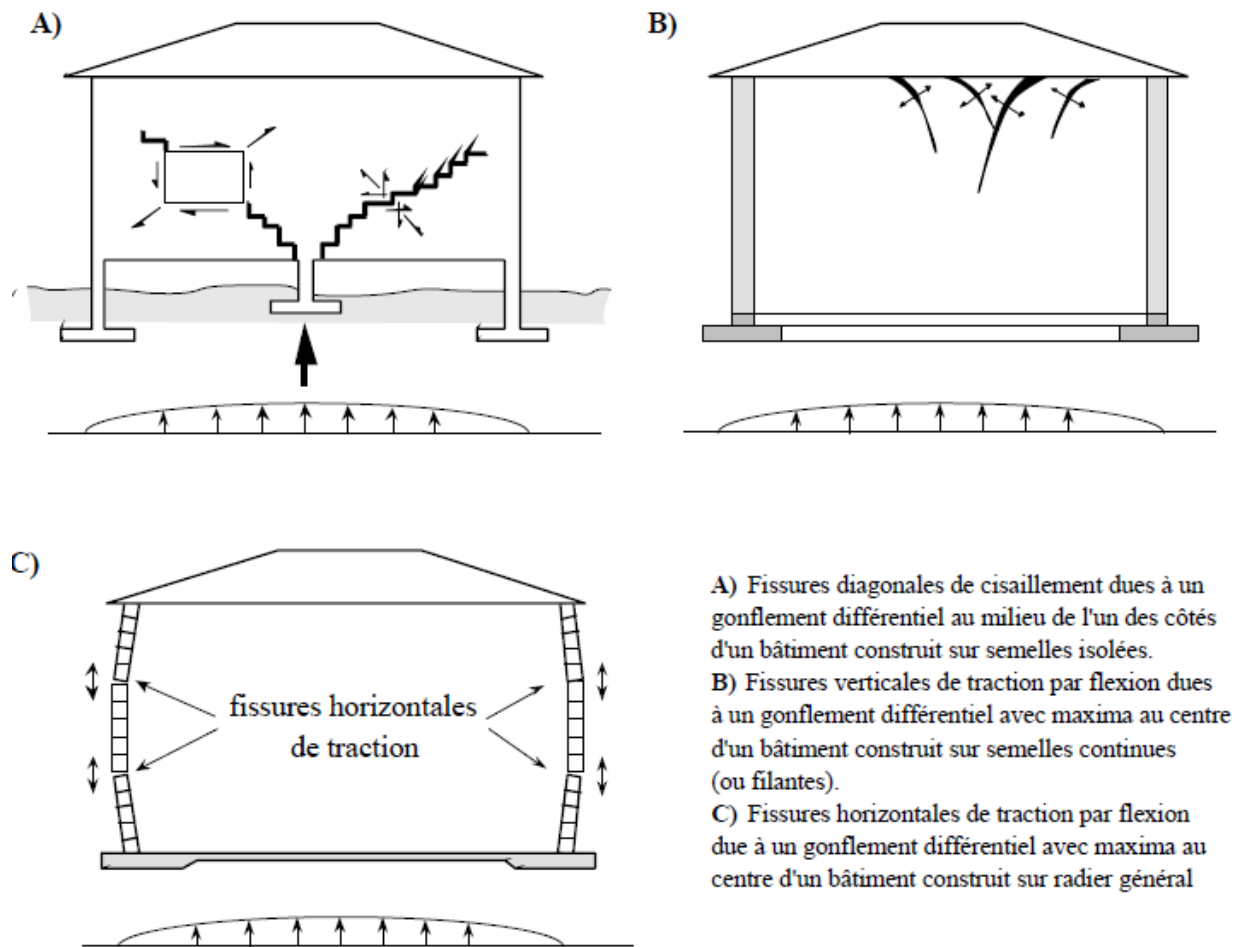 A)
B)
C)
fissures horizontales
de traction
A) Fissures diagonales de cisaillement dues à un
gonflement différentiel au milieu de l'un des côtés
d'un bâtiment construit sur semelles isolées.
B) Fissures verticales de traction par flexion dues
à un gonflement différentiel avec maxima au centre
d'un bâtiment construit sur semelles continues
(ou filantes).
C) Fissures horizontales de traction par flexion
due à un gonflement différentiel avec maxima au
centre d'un bâtiment construit sur radier général